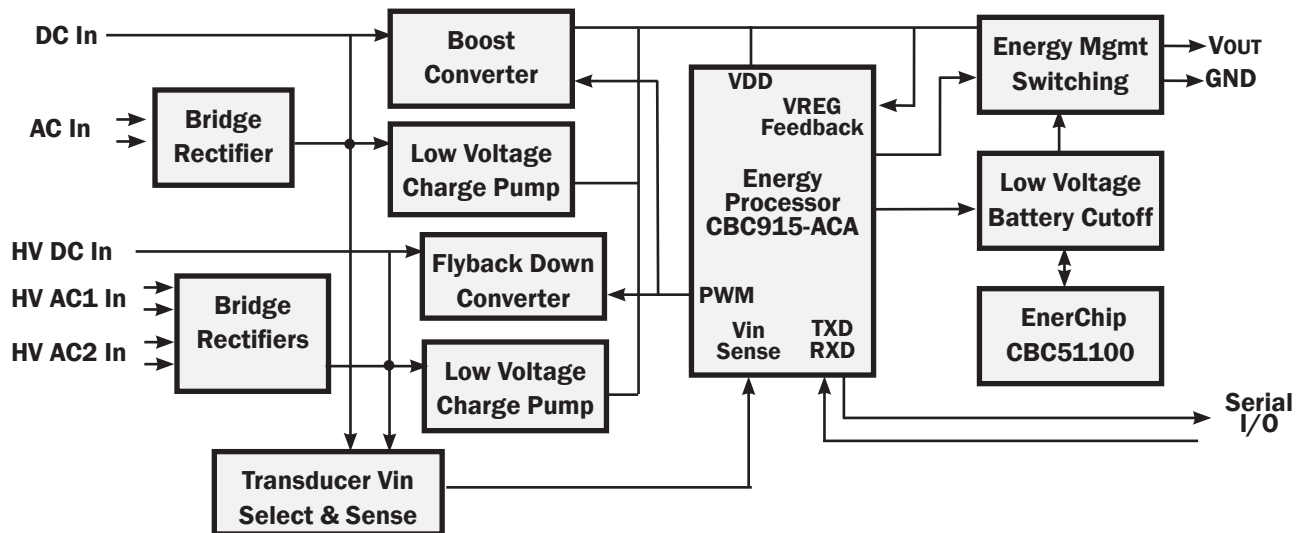 DC In
Boost
Converter
Energy Mgmt
Switching
VOUT
GND
VDD
VREG
Feedback
AC In
Bridge
Rectifier
Low Voltage
Charge Pump
Energy
Processor
CBC915-ACA
Low Voltage
Battery Cutoff
HV DC In
HV AC1 In
HV AC2 In
Bridge
Rectifiers
Flyback Down
Converter
PWM
Vin
Sense
TXD
RXD
EnerChip
CBC51100
Low Voltage
Charge Pump
Serial
I/O
Transducer Vin
Select & Sense